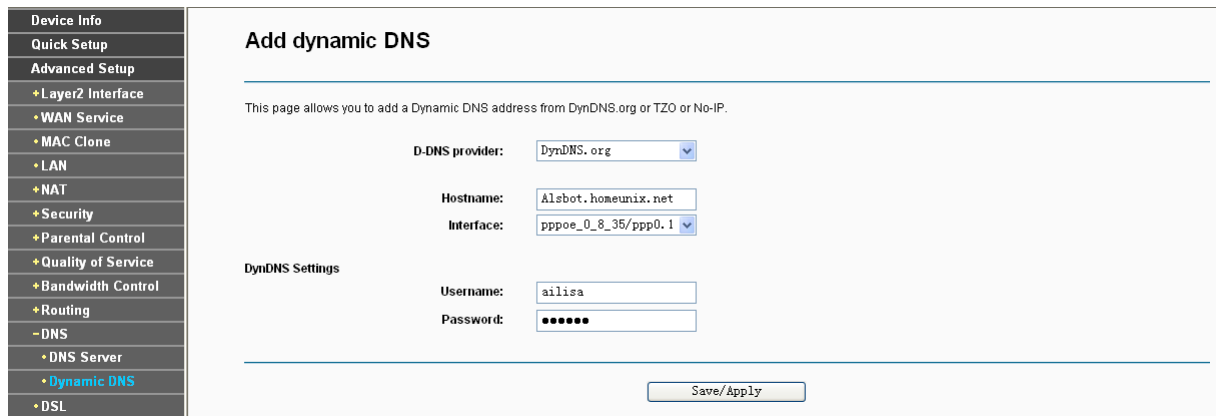 Device Info
Quick Setup
Advanced Setup
+Layer2 Interface
•WAN Service
•MAC Clone
•LAN
+NAT
+Security
+Parental Control
+Quality of Service
+Bandwidth Control
+Routing
-DNS
•DNS Server
•Dynamic DNS
•DSL
Add dynamic DNS
This page allows you to add a Dynamic DNS address from DynDNS.org or TZO or No-IP.
D-DNS provider: DynDNS.org
Hostname: Alsbot.homeunix.net
Interface: pppoe_0_8_35/ppp0.1
DynDNS Settings
Username: ailisa
Password: ●●●●●●
Save/Apply